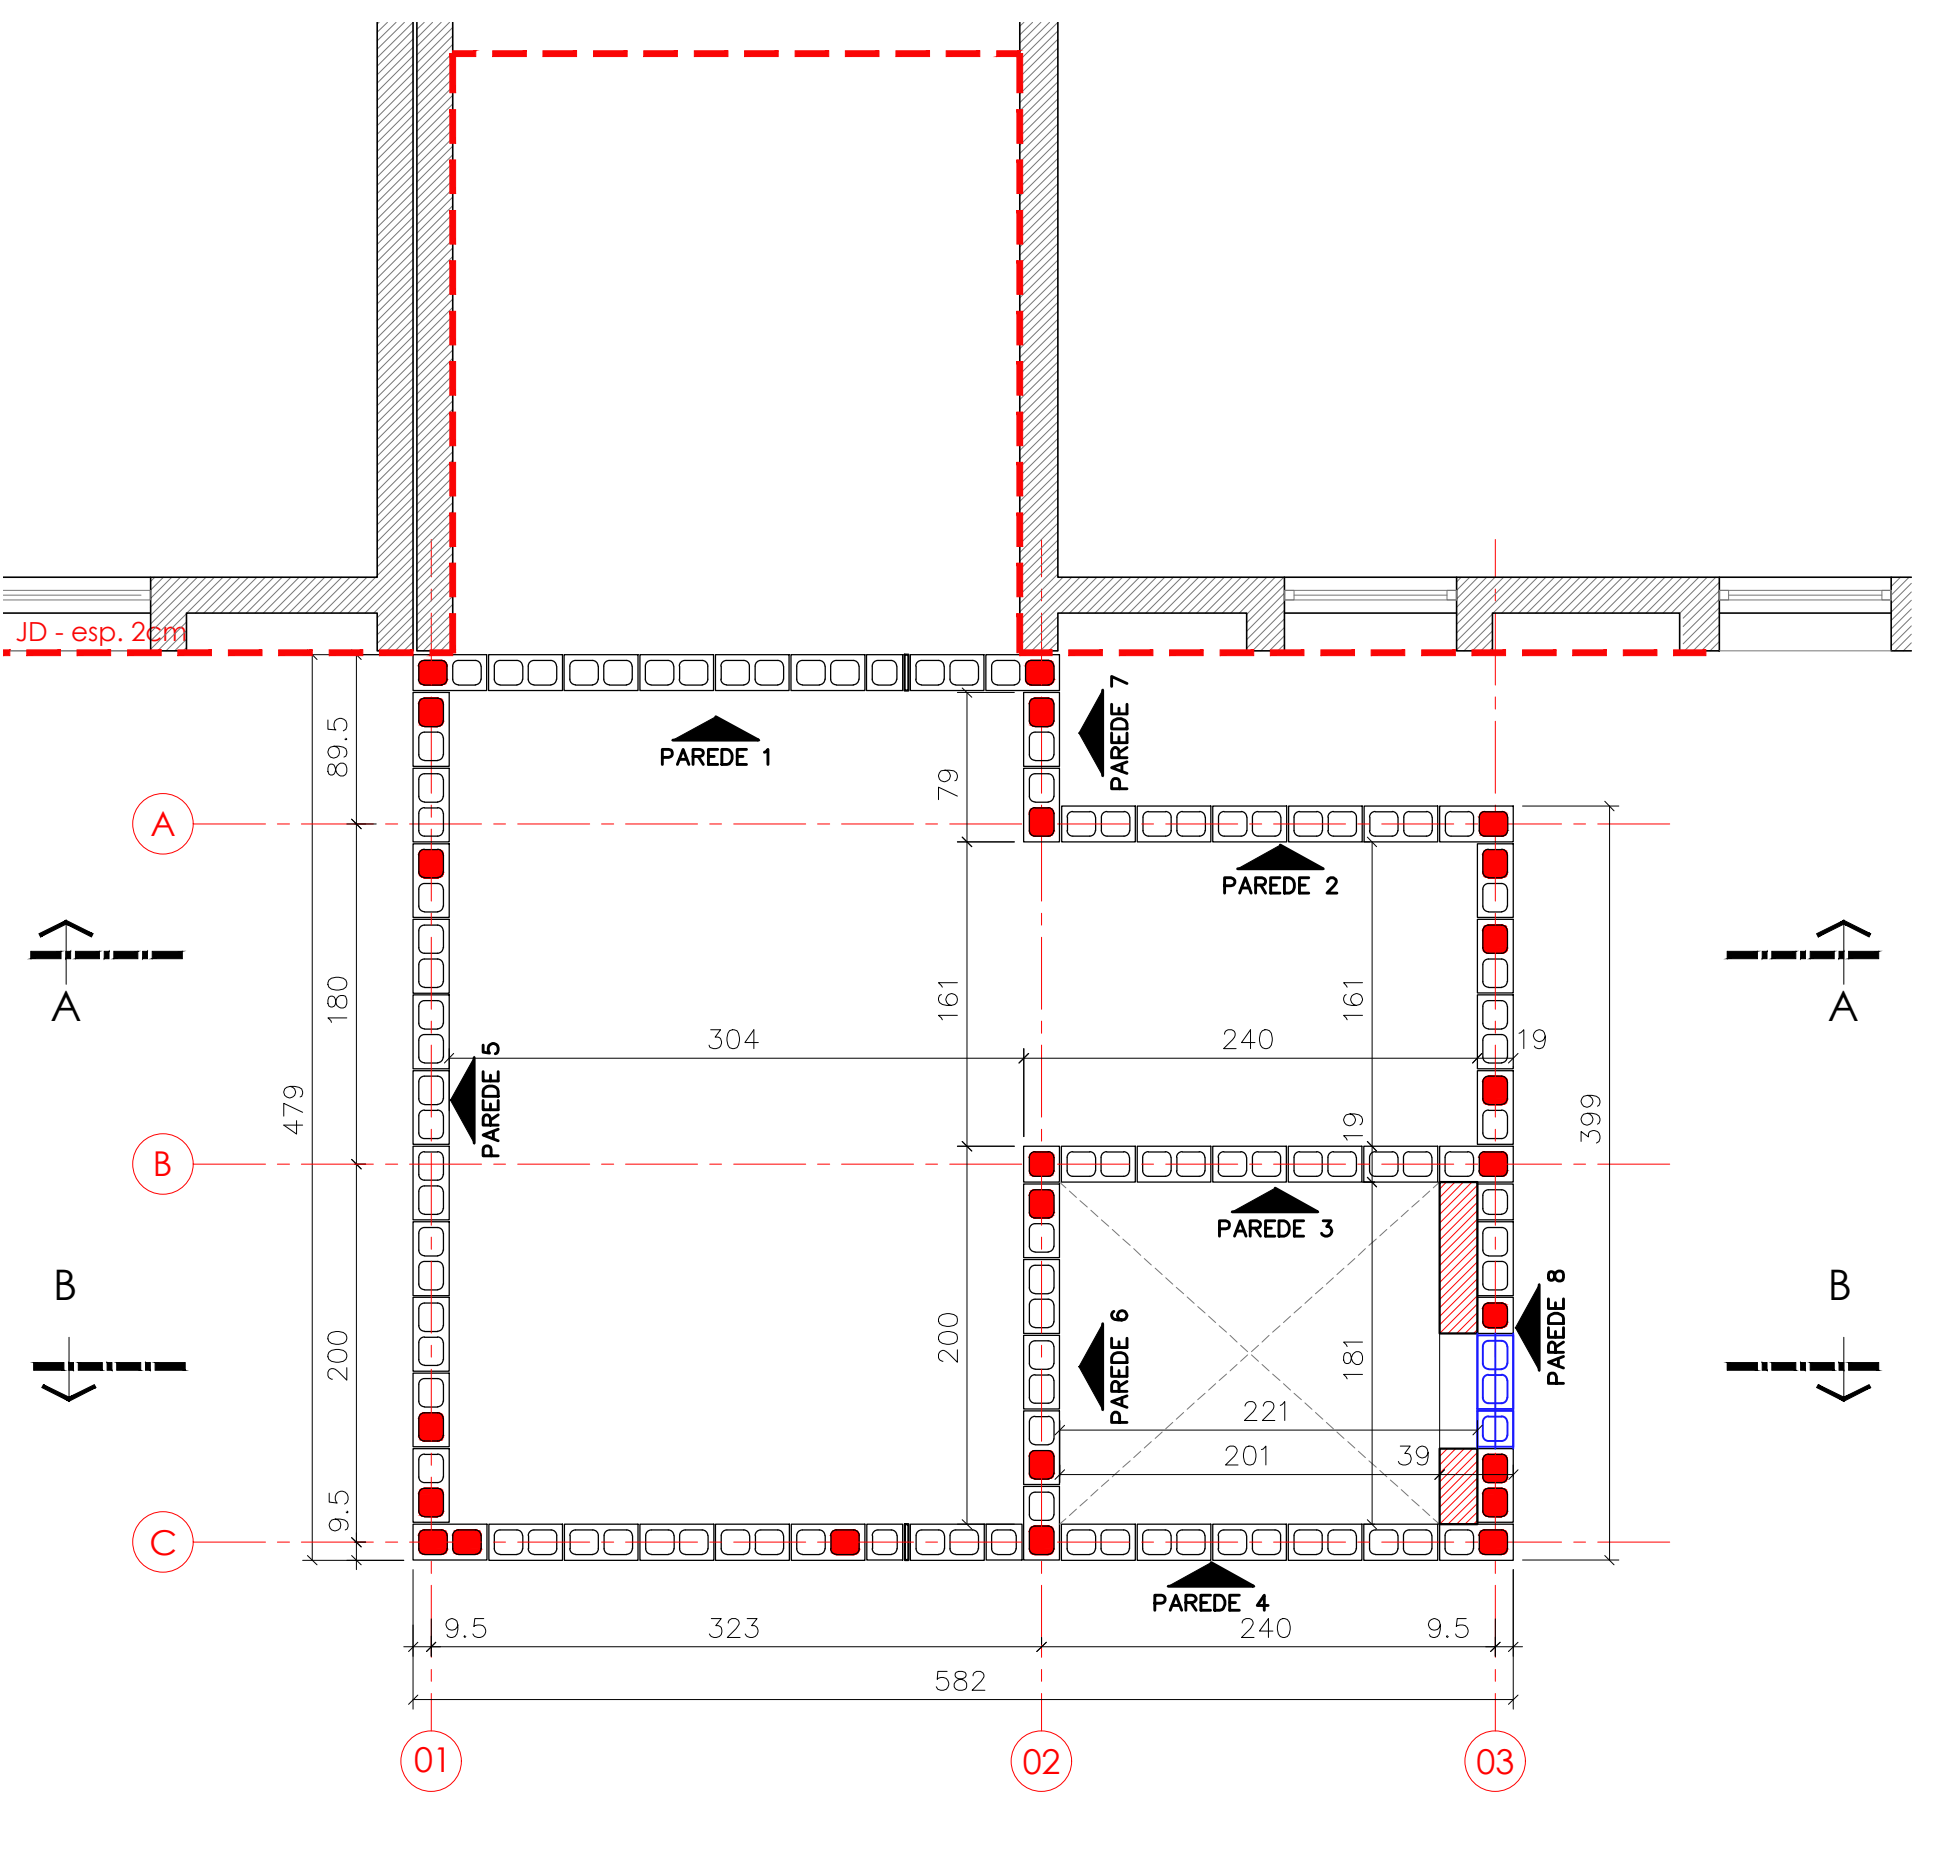 JD - esp. 2cm
PAREDE 1
PAREDE 7
89.5
79
A
PAREDE 2
A
A
180
161
161
304
240
19
PAREDE 5
479
19
399
B
PAREDE 3
B
B
PAREDE 8
200
200
PAREDE 6
181
221
201
39
9.5
C
PAREDE 4
9.5
323
240
9.5
582
01
02
03